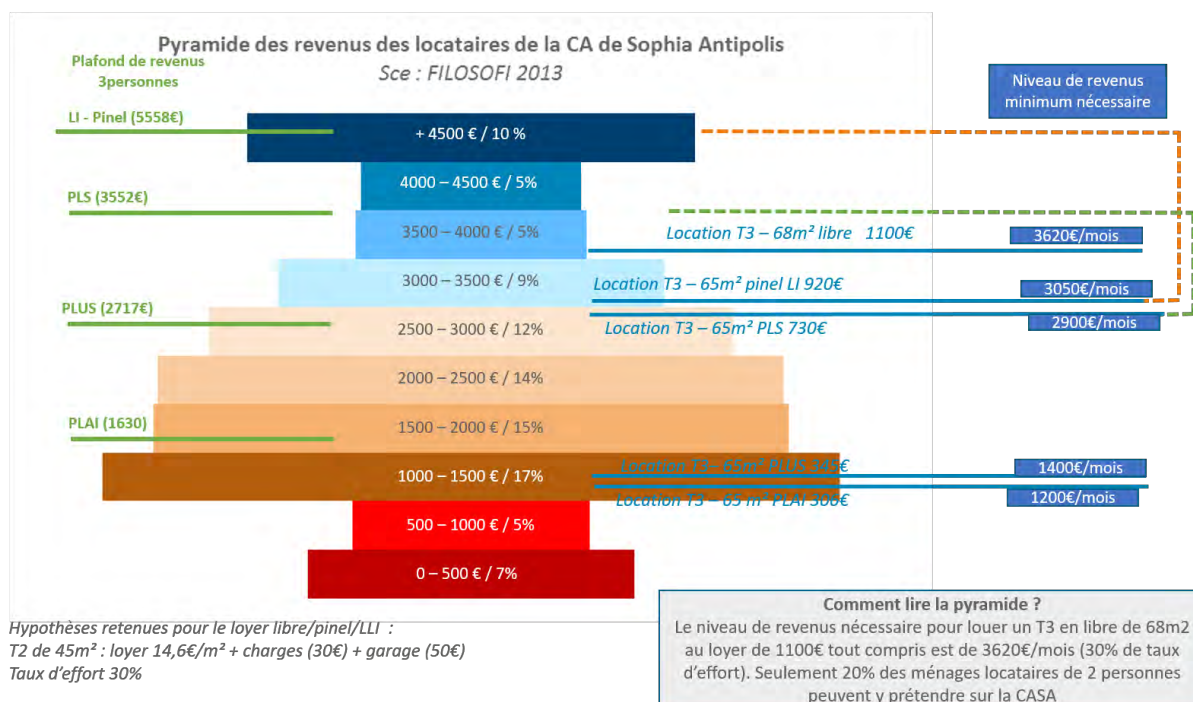 Pyramide des revenus des locataires de la CA de Sophia Antipolis
Sce : FILOSOFI 2013
Plafond de revenus
3personnes
Niveau de revenus
minimum nécessaire
LI - Pinel (5558€)
+ 4500 € / 10 %
4000 – 4500 € / 5%
PLS (3552€)
3500 – 4000 € / 5%
Location T3 – 68m² libre 1100€
3620€/mois
3000 – 3500 € / 9%
Location T3 – 65m² pinel LI 920€
3050€/mois
PLUS (2717€)
2500 – 3000 € / 12%
Location T3 – 65m² PLS 730€
2900€/mois
2000 – 2500 € / 14%
PLAI (1630)
1500 – 2000 € / 15%
1000 – 1500 € / 17%
Location T3– 65m² PLUS 345€
1400€/mois
Location T3 – 65 m² PLAI 306€
1200€/mois
500 – 1000 € / 5%
0 – 500 € / 7%
Hypothèses retenues pour le loyer libre/pinel/LLI :
T2 de 45m² : loyer 14,6€/m² + charges (30€) + garage (50€)
Taux d'effort 30%
Comment lire la pyramide ?
Le niveau de revenus nécessaire pour louer un T3 en libre de 68m2
au loyer de 1100€ tout compris est de 3620€/mois (30% de taux
d'effort). Seulement 20% des ménages locataires de 2 personnes
peuvent y prétendre sur la CASA